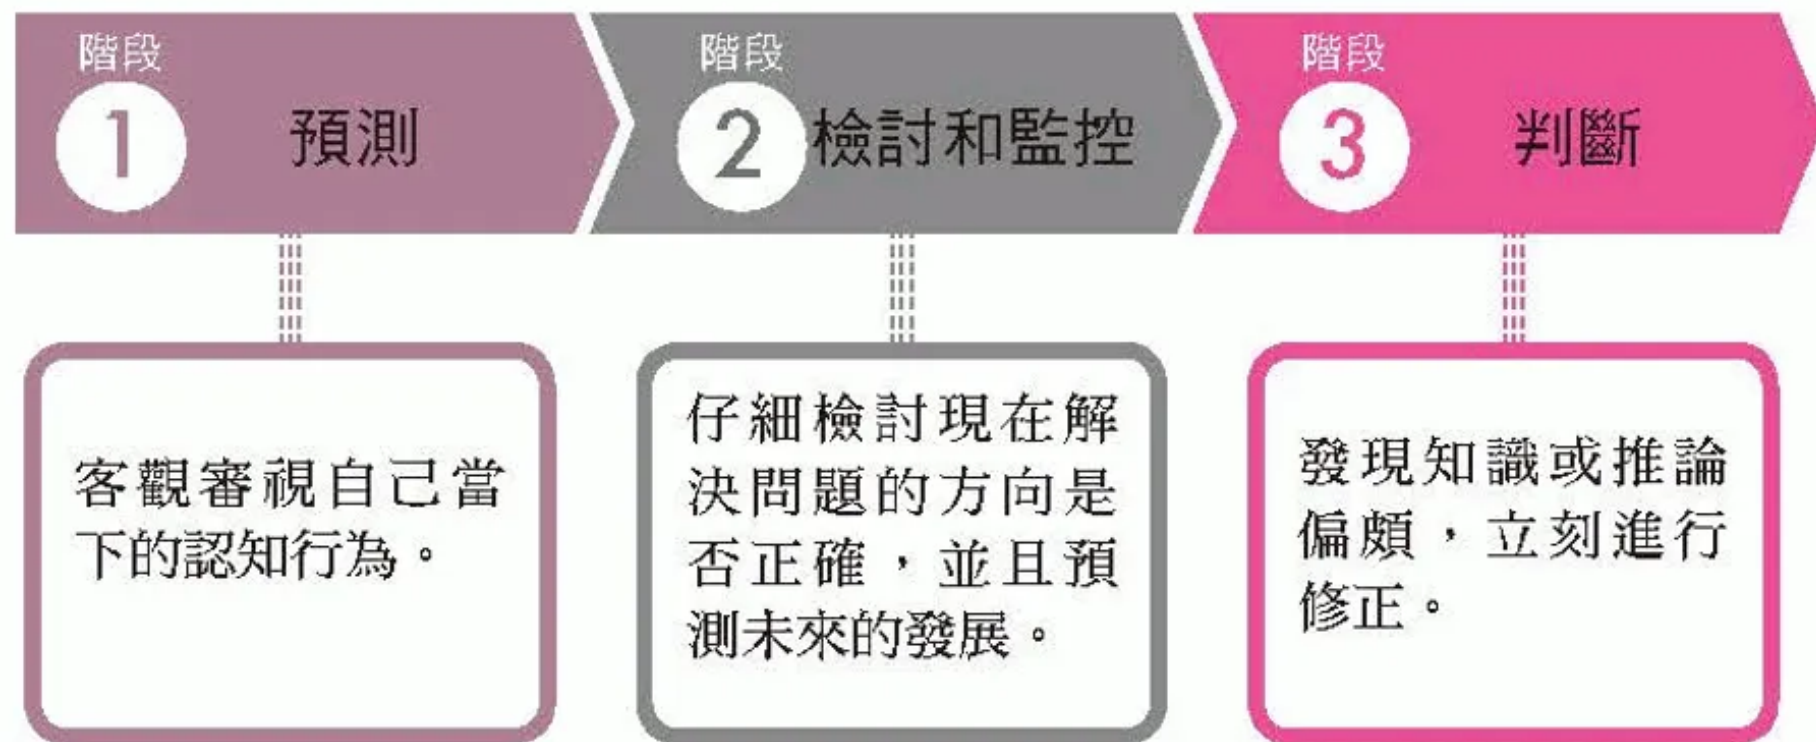 階段
1
預測
階段
2
檢討和監控
階段
3
判斷
客觀審視自己當
下的認知行為。
仔細檢討現在解
決問題的方向是
否正確,並且預
測未來的發展。
發現知識或推論
偏頗,立刻進行
修正。